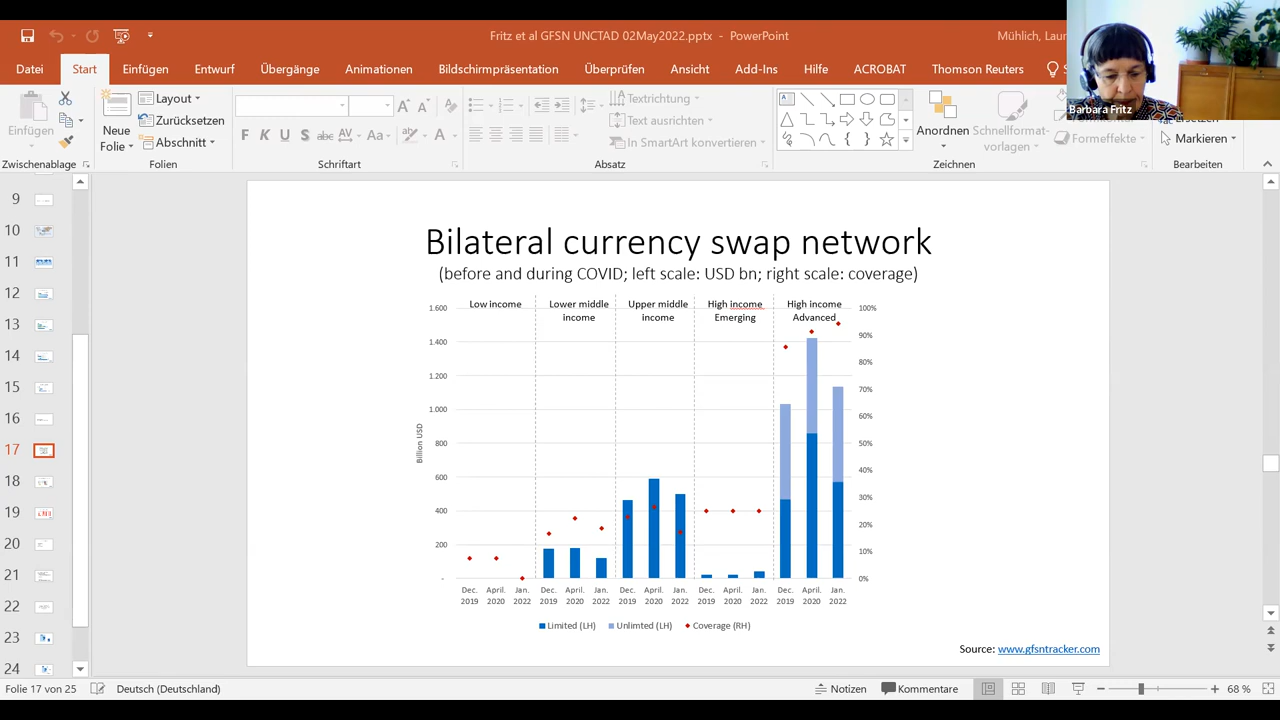 Fritz et al GFSN UNCTAD 02May2022.pptx - PowerPoint
Mühlich, Lau
Datei Start Einfügen Entwurf Übergänge Animationen Bildschirmpräsentation Überprüfen Ansicht Add-Ins Hilfe ACROBAT Thomson Reuters
Barbara Fritz
Einfügen
Zwischenablage
Neue
Folie
Layout
Zurücksetzen
Abschnitt
Folien
F K U S abc AV Aa A
Schriftart
Textrichtung
Text ausrichten
In SmartArt konvertieren
Absatz
Anordnen
Schnellformat-
vorlagen
Formeffekte
Zeichnen
Ersetzen
Markieren
Bearbeiten
9
10
11
12
13
14
15
16
17
18
19
20
21
22
23
24
Bilateral currency swap network
(before and during COVID; left scale: USD bn; right scale: coverage)
Low income
Lower middle
income
Upper middle
income
High income
Emerging
High income
Advanced
1.600
1.400
1.200
1.000
800
600
400
200
-
Billion USD
100%
90%
80%
70%
60%
50%
40%
30%
20%
10%
0%
Dec. April. Jan. Dec. April. Jan. Dec. April. Jan. Dec. April. Jan. Dec. April. Jan.
2019 2020 2022 2019 2020 2022 2019 2020 2022 2019 2020 2022 2019 2020 2022
Limited (LH) Unlimted (LH) Coverage (RH)
Source: www.gfsntracker.com
Folie 17 von 25 Deutsch (Deutschland) Notizen Kommentare 68 %